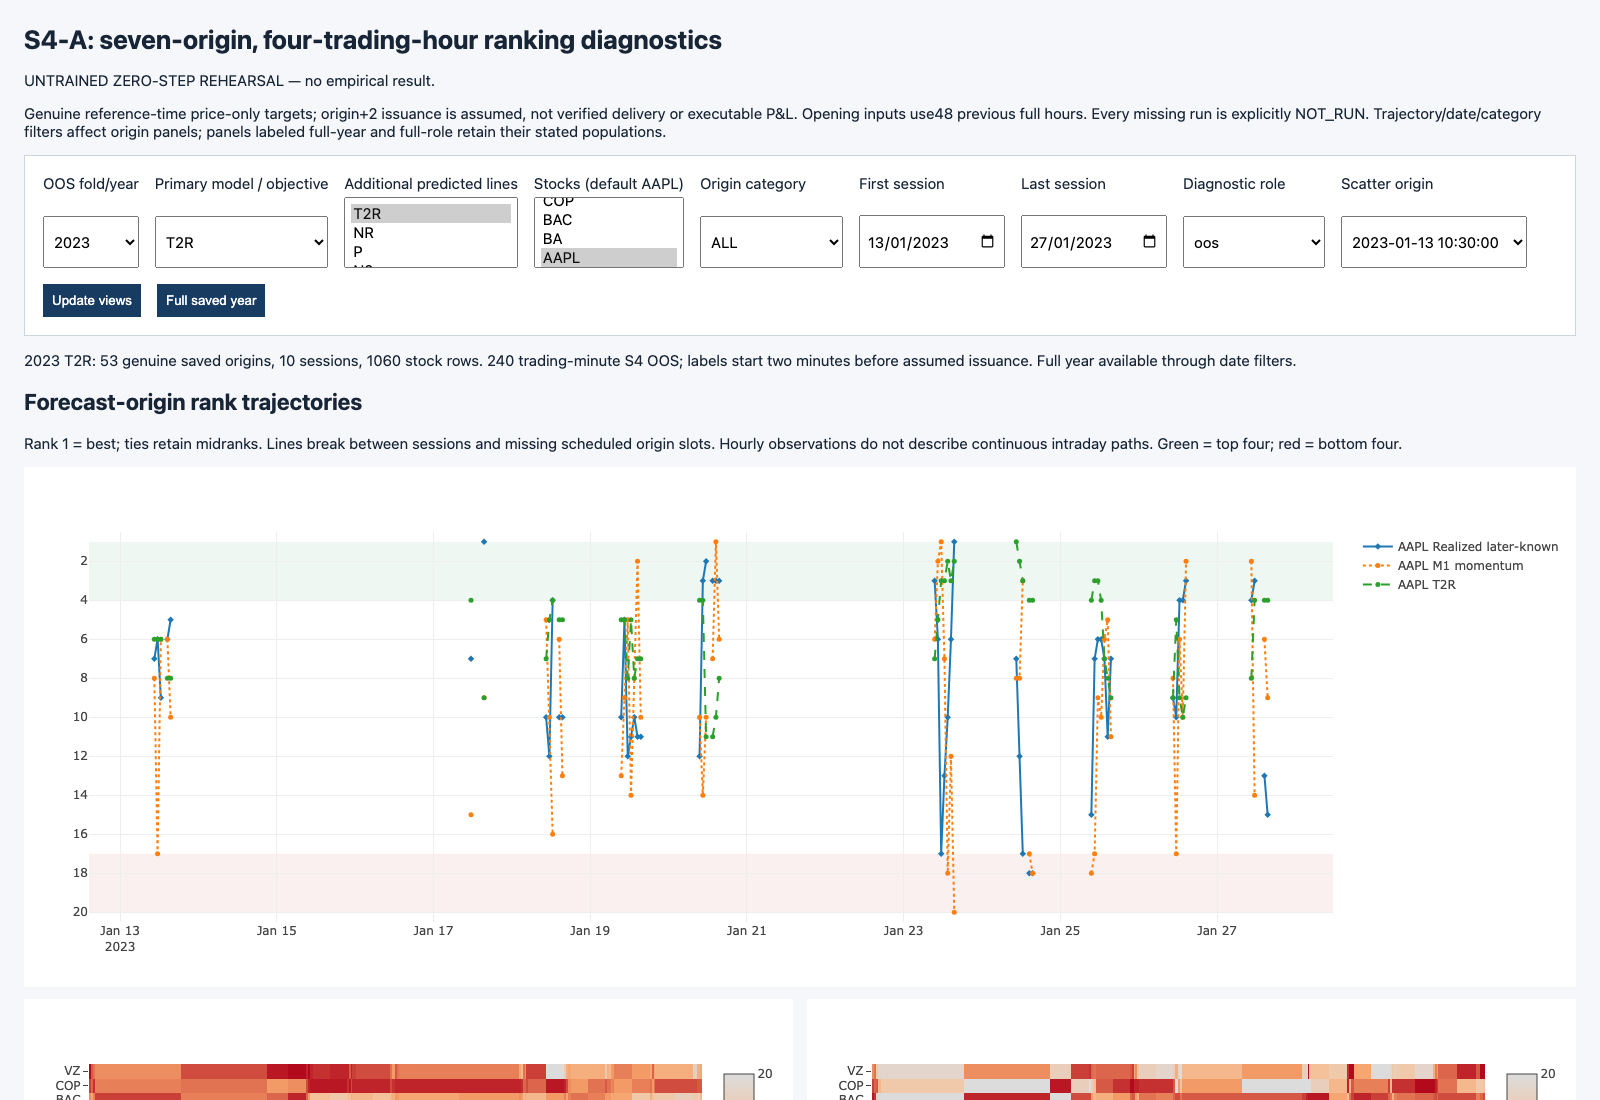 S4-A: seven-origin, four-trading-hour ranking diagnostics
UNTRAINED ZERO-STEP REHEARSAL — no empirical result.
Genuine reference-time price-only targets; origin+2 issuance is assumed, not verified delivery or executable P&L. Opening inputs use48 previous full hours. Every missing run is explicitly NOT_RUN. Trajectory/date/category
filters affect origin panels; panels labeled full-year and full-role retain their stated populations.
OOS fold/year Primary model / objective Additional predicted lines Stocks (default AAPL) Origin category First session Last session Diagnostic role Scatter origin
2023 T2R ALL 13/01/2023 27/01/2023 oos 2023-01-13 10:30:00
T2R
NR
P
COP
BAC
BA
AAPL
Update views Full saved year
2023 T2R: 53 genuine saved origins, 10 sessions, 1060 stock rows. 240 trading-minute S4 OOS; labels start two minutes before assumed issuance. Full year available through date filters.
Forecast-origin rank trajectories
Rank 1 = best; ties retain midranks. Lines break between sessions and missing scheduled origin slots. Hourly observations do not describe continuous intraday paths. Green = top four; red = bottom four.
AAPL Realized later-known
AAPL M1 momentum
AAPL T2R
2
4
6
8
10
12
14
16
18
20
Jan 13 Jan 15 Jan 17 Jan 19 Jan 21 Jan 23 Jan 25 Jan 27
2023
VZ
COP
BAC
20
VZ
COP
BAC
20